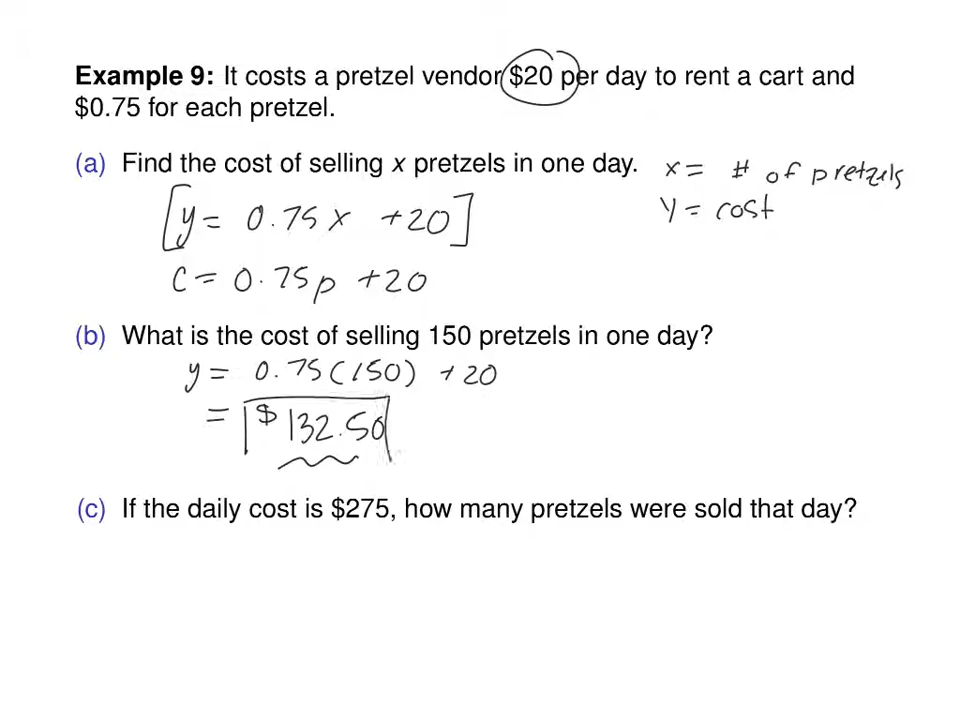 Example 9: It costs a pretzel vendor $20 per day to rent a cart and
$0.75 for each pretzel.
(a) Find the cost of selling x pretzels in one day.
x = # of pretzels
y = cost
[y = 0.75x +20]
C = 0.75p +20
(b) What is the cost of selling 150 pretzels in one day?
y = 0.75(150) +20
= $132.50
(c) If the daily cost is $275, how many pretzels were sold that day?